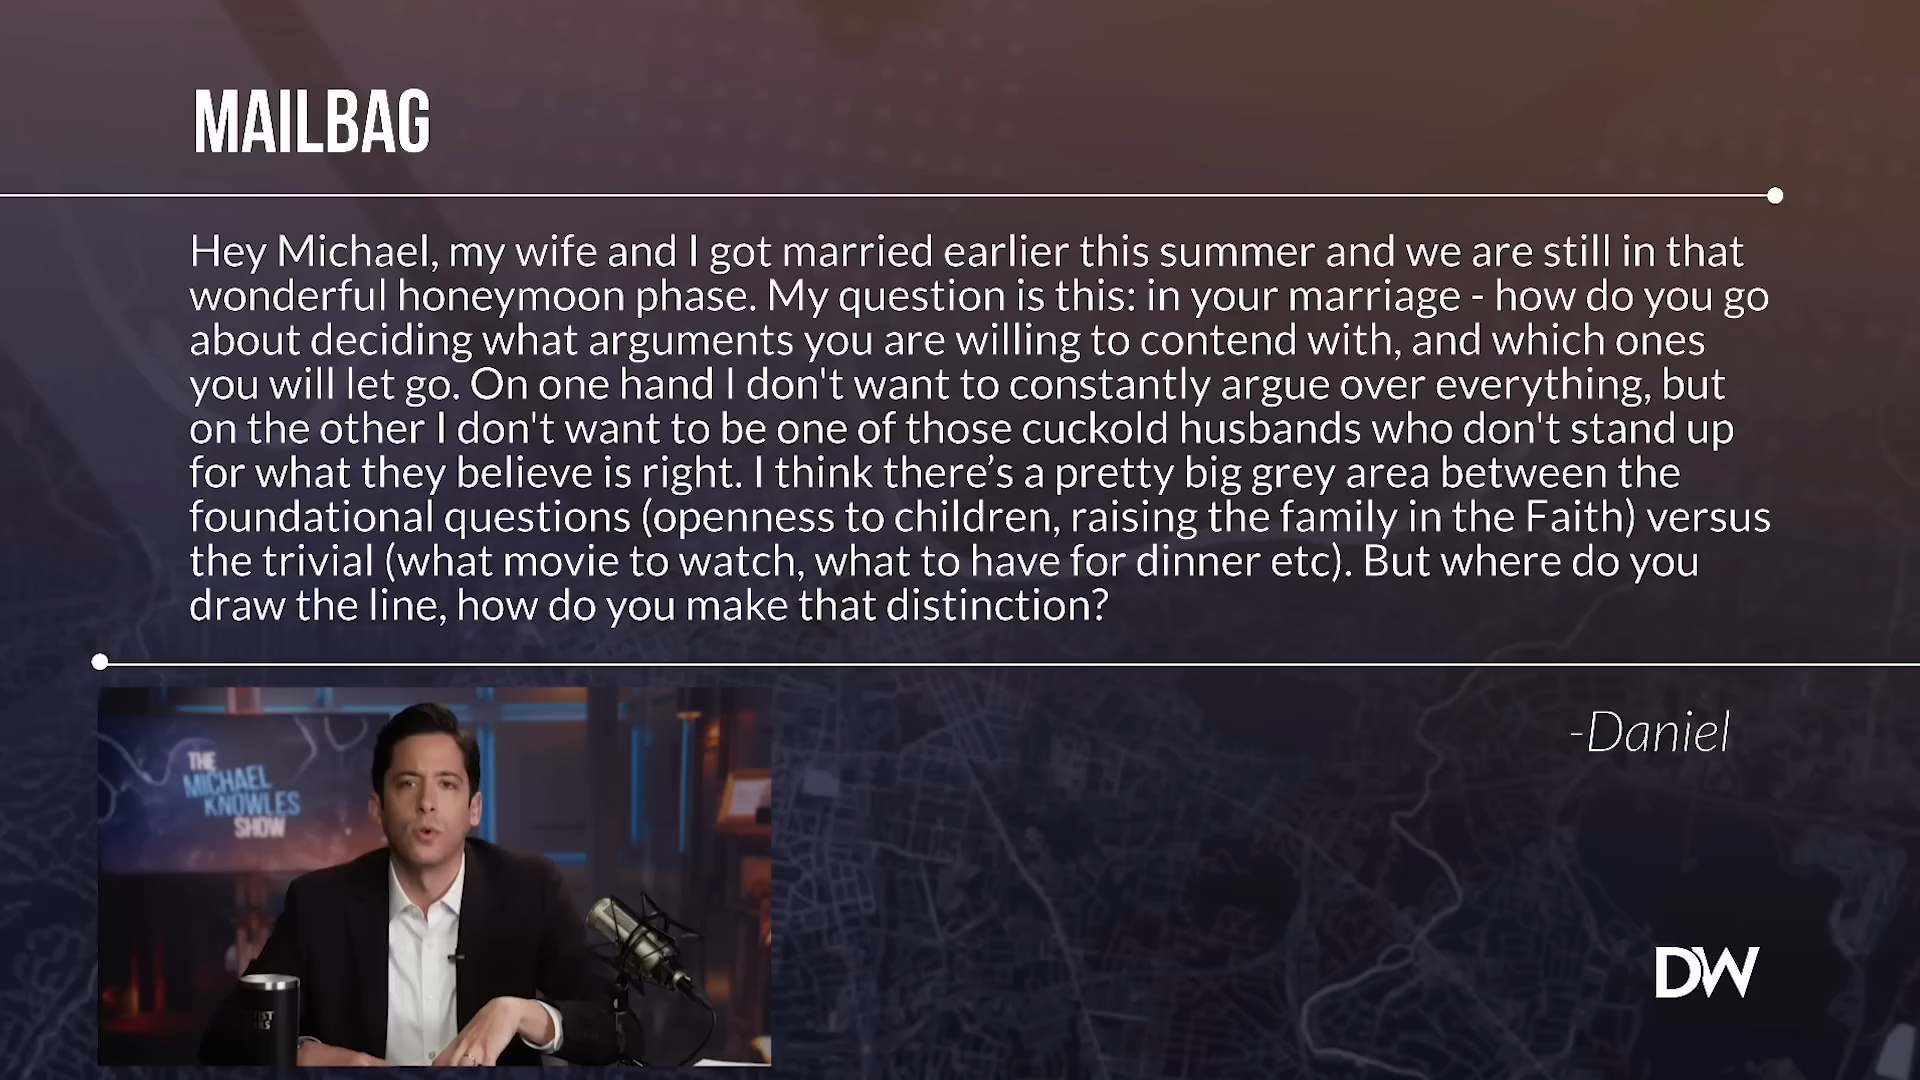 MAILBAG
Hey Michael, my wife and I got married earlier this summer and we are still in that
wonderful honeymoon phase. My question is this: in your marriage - how do you go
about deciding what arguments you are willing to contend with, and which ones
you will let go. On one hand I don't want to constantly argue over everything, but
on the other I don't want to be one of those cuckold husbands who don't stand up
for what they believe is right. I think there’s a pretty big grey area between the
foundational questions (openness to children, raising the family in the Faith) versus
the trivial (what movie to watch, what to have for dinner etc). But where do you
draw the line, how do you make that distinction?
-Daniel
THE
MICHAEL
KNOWLES
SHOW
DW